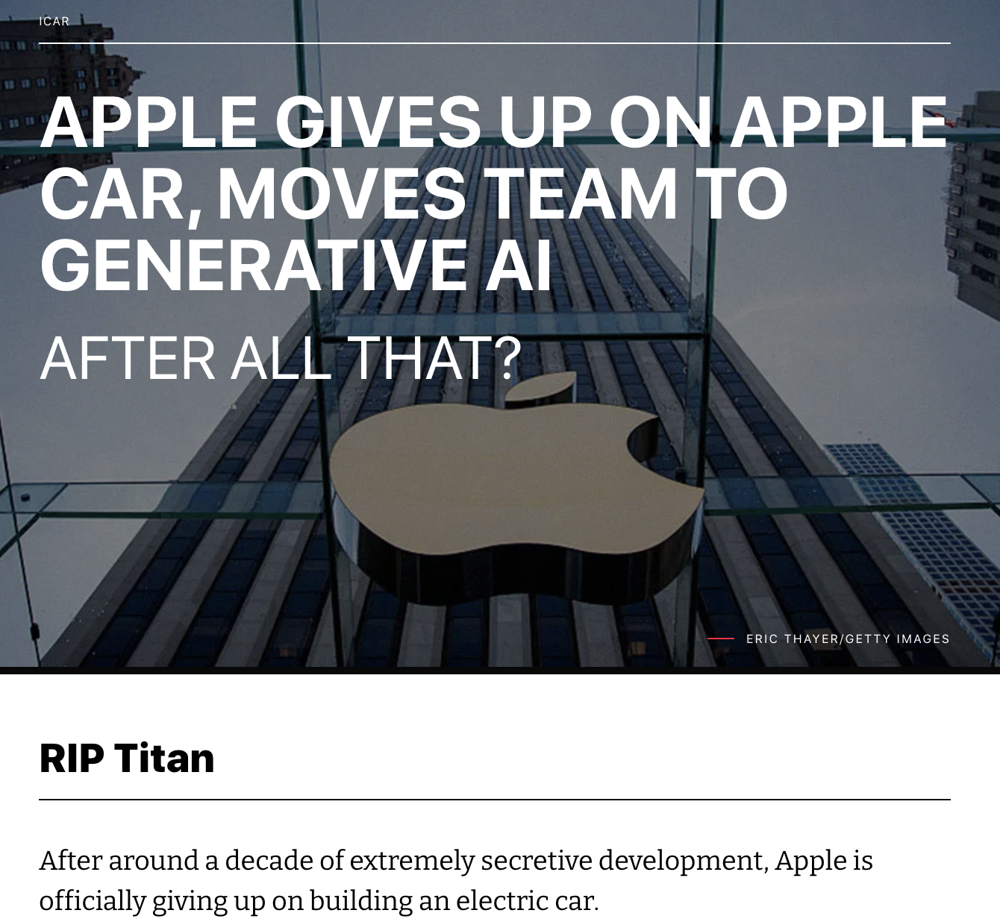 ICAR
APPLE GIVES UP ON APPLE
CAR, MOVES TEAM TO
GENERATIVE AI
AFTER ALL THAT?
ERIC THAYER/GETTY IMAGES
RIP Titan
After around a decade of extremely secretive development, Apple is
officially giving up on building an electric car.